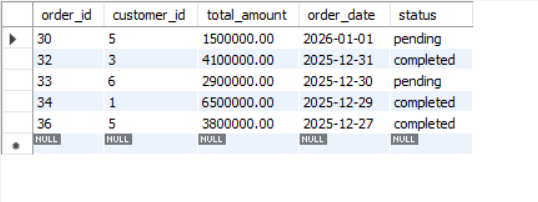 order_id customer_id total_amount order_date status
30 5 1500000.00 2026-01-01 pending
32 3 4100000.00 2025-12-31 completed
33 6 2900000.00 2025-12-30 pending
34 1 6500000.00 2025-12-29 completed
36 5 3800000.00 2025-12-27 completed
NULL NULL NULL NULL NULL